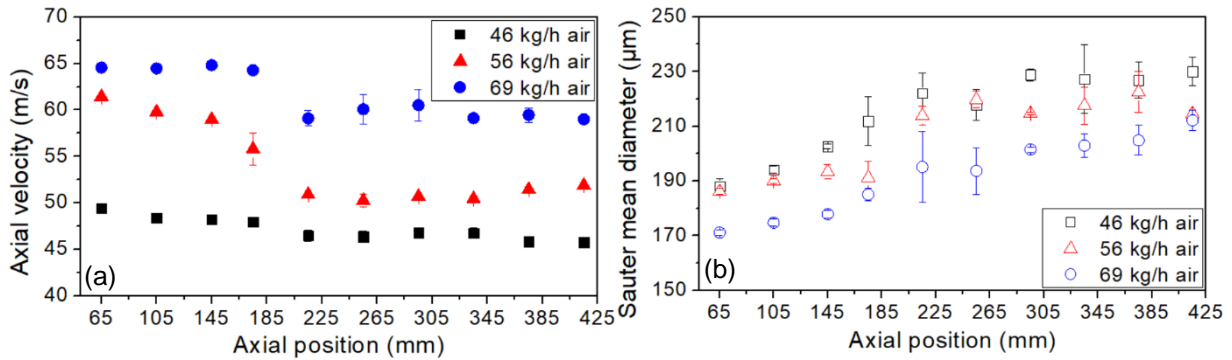 70
65
60
55
50
45
40
Axial velocity (m/s)
46 kg/h air
56 kg/h air
69 kg/h air
(a)
65 105 145 185 225 265 305 345 385 425
Axial position (mm)
250
230
210
190
170
150
Sauter mean diameter (µm)
46 kg/h air
56 kg/h air
69 kg/h air
(b)
65 105 145 185 225 265 305 345 385 425
Axial position (mm)